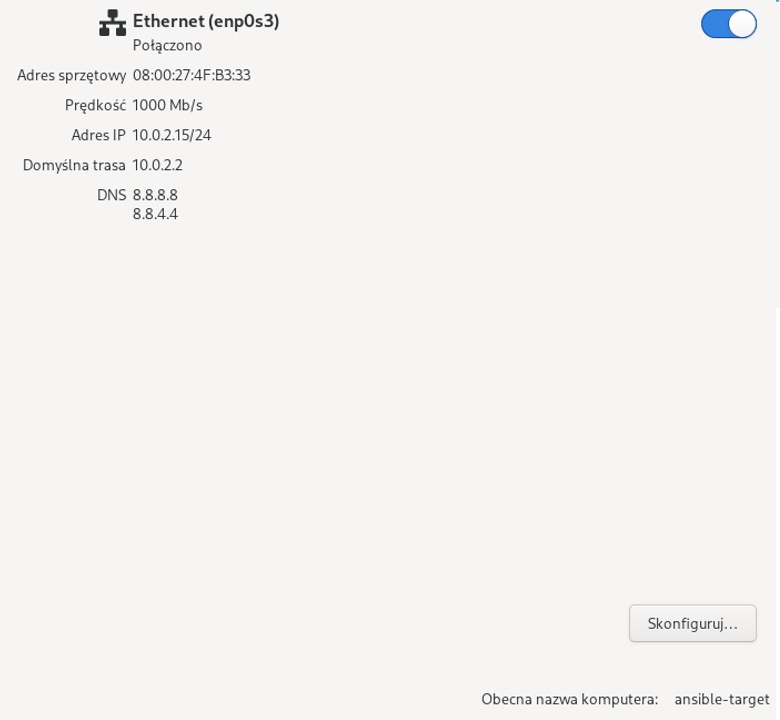 Ethernet (enp0s3)
Połączono
Adres sprzętowy 08:00:27:4F:B3:33
Prędkość 1000 Mb/s
Adres IP 10.0.2.15/24
Domyślna trasa 10.0.2.2
DNS 8.8.8.8
8.8.4.4
Skonfiguruj...
Obecna nazwa komputera: ansible-target